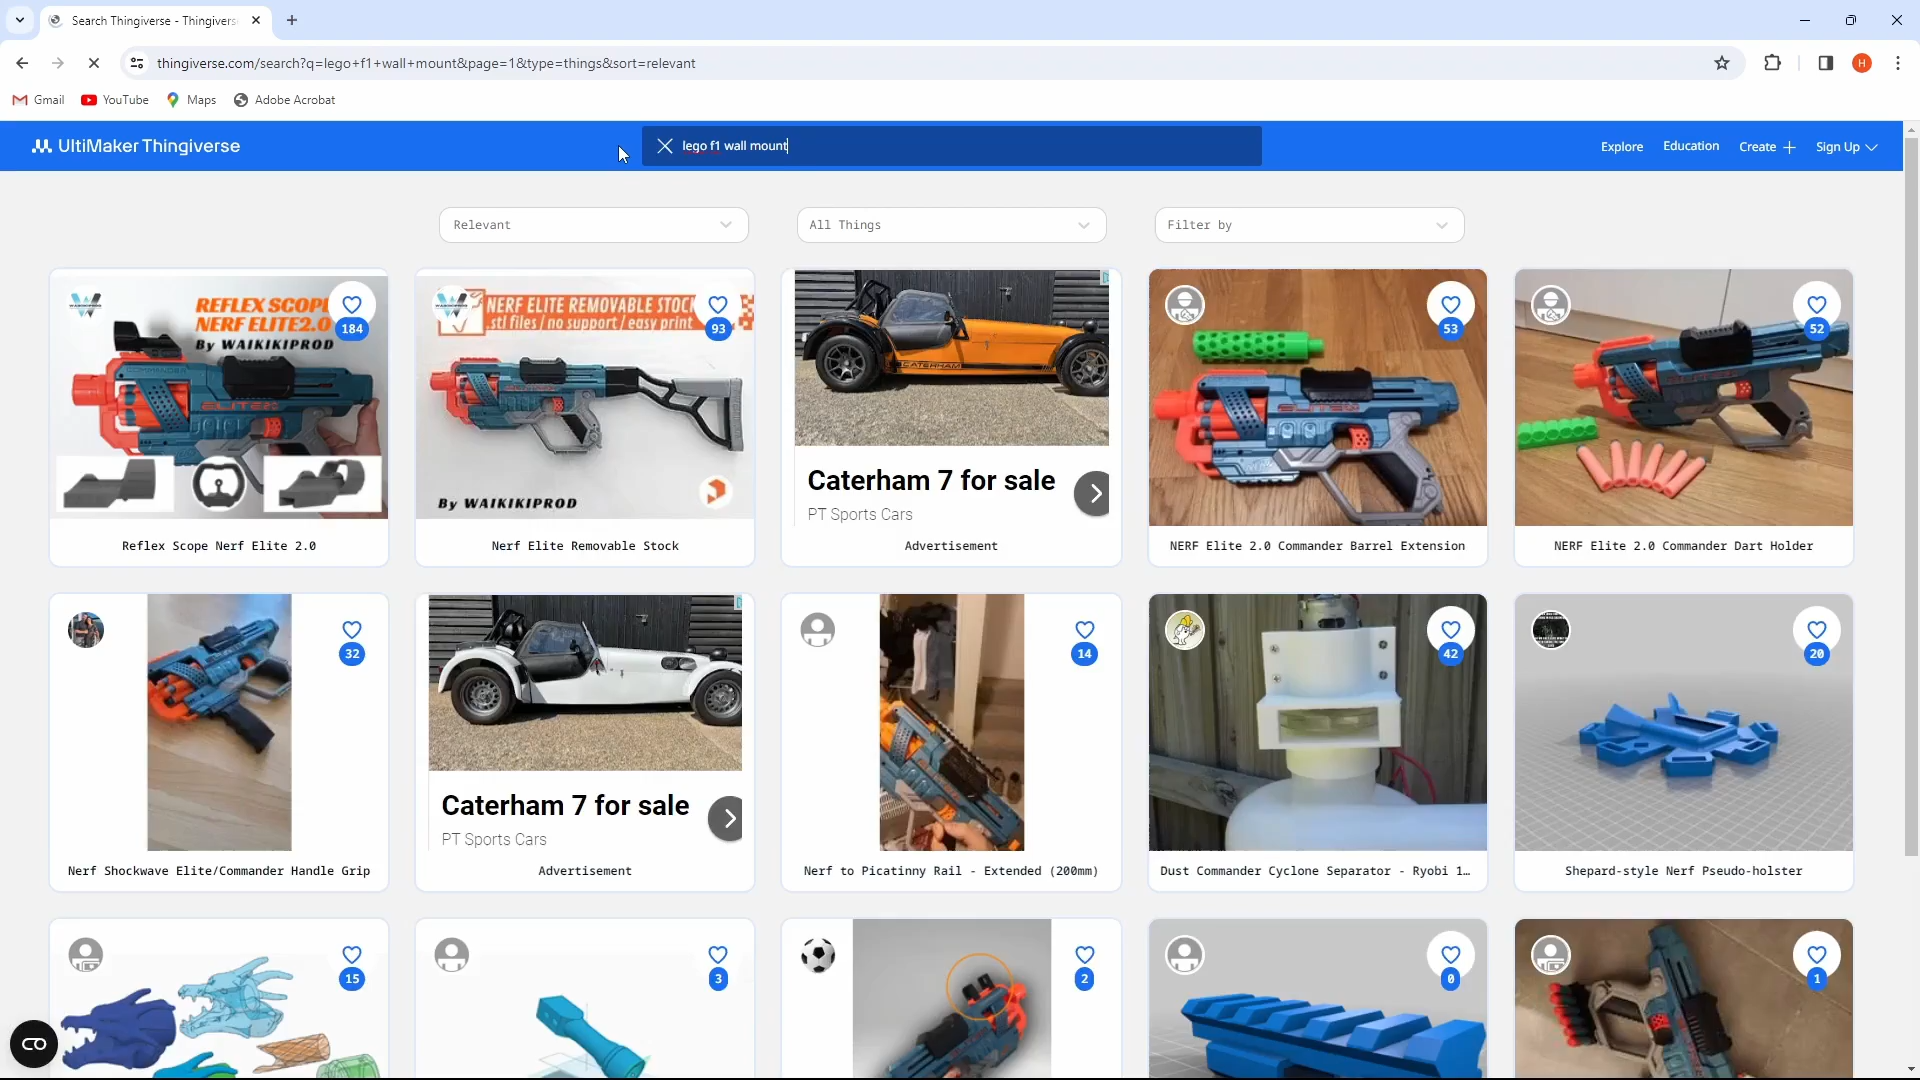 Search Thingiverse - Thingivers
thingiverse.com/search?q=lego+f1+wall+mount&page=1&type=things&sort=relevant
H
Gmail YouTube Maps Adobe Acrobat
UltiMaker Thingiverse
lego f1 wall mount
Explore Education Create Sign Up
Relevant All Things Filter by
REFLEX SCOPE
NERF ELITE2.0
By WAIKIKIPROD
184
Reflex Scope Nerf Elite 2.0
NERF ELITE REMOVABLE STOCK
.stl files / no support / easy print
93
By WAIKIKIPROD
Nerf Elite Removable Stock
CATERHAM
Caterham 7 for sale
PT Sports Cars
Advertisement
53
NERF Elite 2.0 Commander Barrel Extension
52
NERF Elite 2.0 Commander Dart Holder
32
Nerf Shockwave Elite/Commander Handle Grip
Caterham 7 for sale
PT Sports Cars
Advertisement
14
Nerf to Picatinny Rail - Extended (200mm)
42
Dust Commander Cyclone Separator - Ryobi 1...
20
Shepard-style Nerf Pseudo-holster
15
3
2
0
1